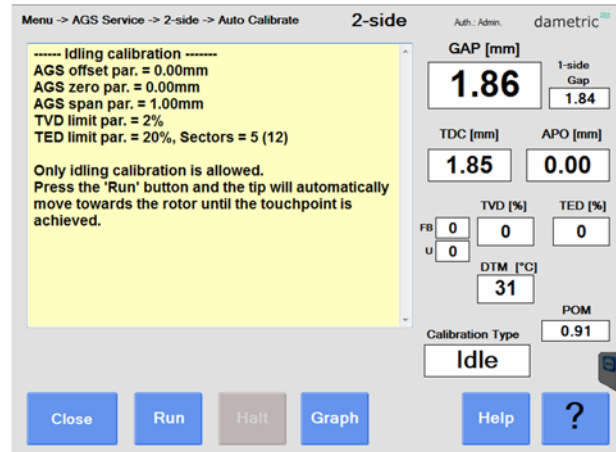 Menu -> AGS Service -> 2-side -> Auto Calibrate
2-side
Auth.: Admin.
dametric
------ Idling calibration -------
AGS offset par. = 0.00mm
AGS zero par. = 0.00mm
AGS span par. = 1.00mm
TVD limit par. = 2%
TED limit par. = 20%, Sectors = 5 (12)
Only idling calibration is allowed.
Press the 'Run' button and the tip will automatically
move towards the rotor until the touchpoint is
achieved.
GAP [mm]
1.86
1-side
Gap
1.84
TDC [mm]
APO [mm]
1.85
0.00
TVD [%]
TED [%]
FB 0
0
0
U 0
DTM [°C]
31
POM
0.91
Calibration Type
Idle
Close
Run
Halt
Graph
Help
?